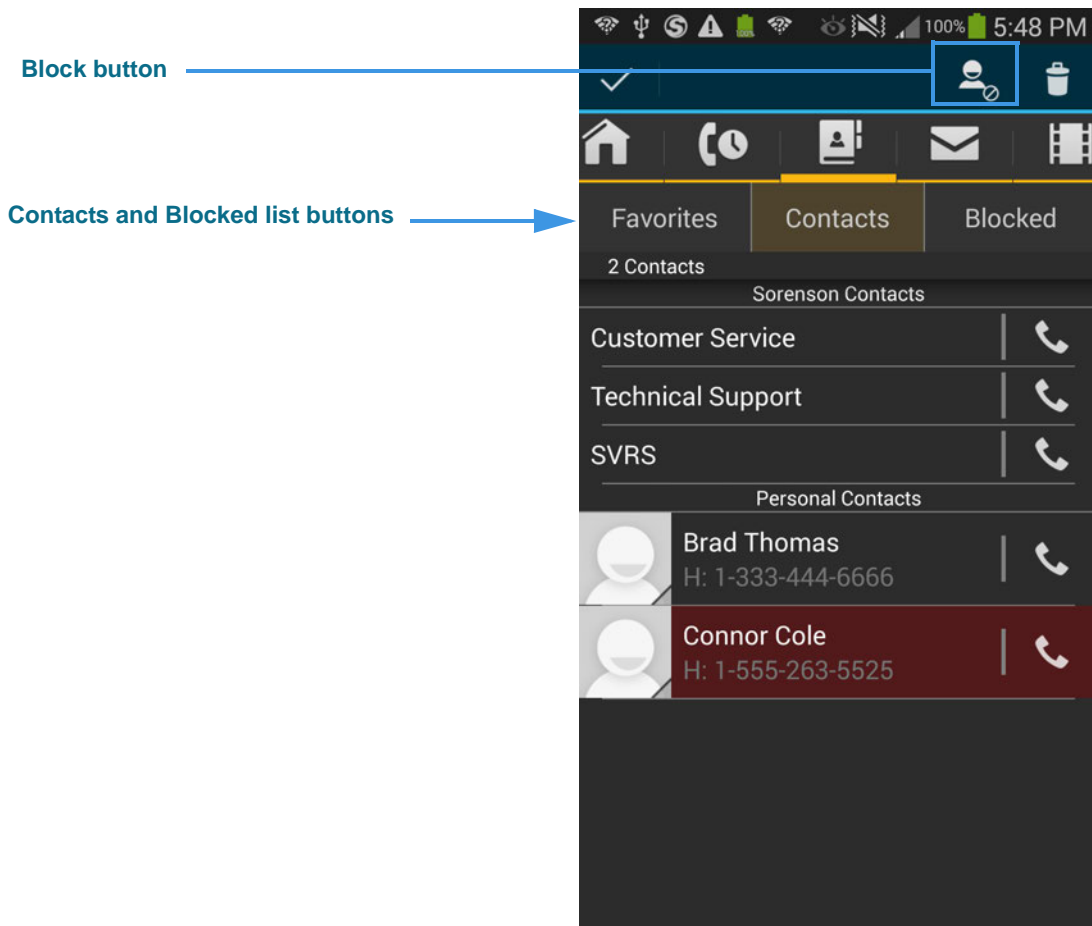 100% 5:48 PM
Block button
Contacts and Blocked list buttons
Favorites Contacts Blocked
2 Contacts
Sorenson Contacts
Customer Service
Technical Support
SVRS
Personal Contacts
Brad Thomas
H: 1-333-444-6666
Connor Cole
H: 1-555-263-5525